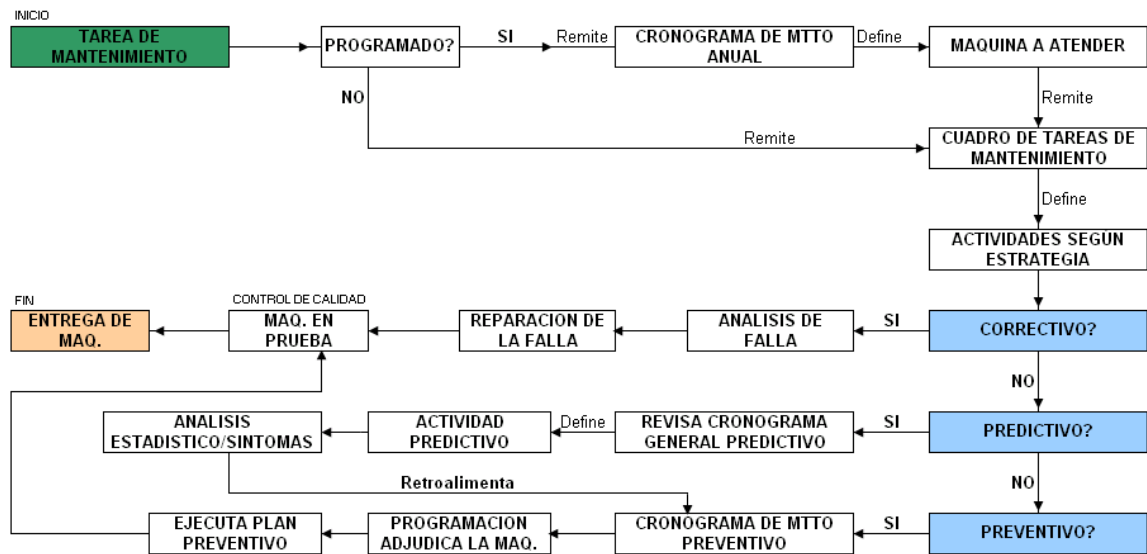 INICIO
TAREA DE
MANTENIMIENTO
PROGRAMADO?
SI
Remite
CRONOGRAMA DE MTTO
ANUAL
Define
MAQUINA A ATENDER
NO
Remite
Remite
CUADRO DE TAREAS DE
MANTENIMIENTO
Define
ACTIVIDADES SEGÚN
ESTRATEGIA
FIN
ENTREGA DE
MAQ.
CONTROL DE CALIDAD
MAQ. EN
PRUEBA
REPARACION DE
LA FALLA
ANALISIS DE
FALLA
SI
CORRECTIVO?
NO
ANALISIS
ESTADISTICO/SINTOMAS
ACTIVIDAD
PREDICTIVO
Define
REVISA CRONOGRAMA
GENERAL PREDICTIVO
SI
PREDICTIVO?
Retroalimenta
NO
EJECUTA PLAN
PREVENTIVO
PROGRAMACION
ADJUDICA LA MAQ.
CRONOGRAMA DE MTTO
PREVENTIVO
SI
PREVENTIVO?